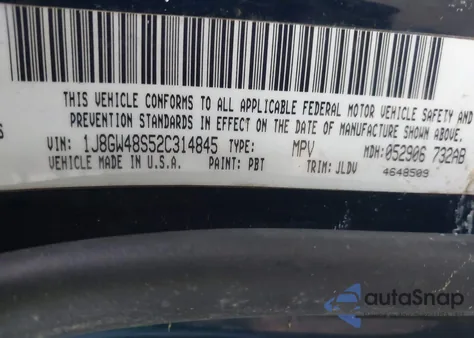 THIS VEHICLE CONFORMS TO ALL APPLICABLE FEDERAL MOTOR VEHICLE SAFETY AND
PREVENTION STANDARDS IN EFFECT ON THE DATE OF MANUFACTURE SHOWN ABOVE.
S
VIN: 1J8GW48S52C314845 TYPE: MPV MDH: 052906 732AB
VEHICLE MADE IN U.S.A. PAINT: PBT TRIM: JLDV
4648509
autaSnap